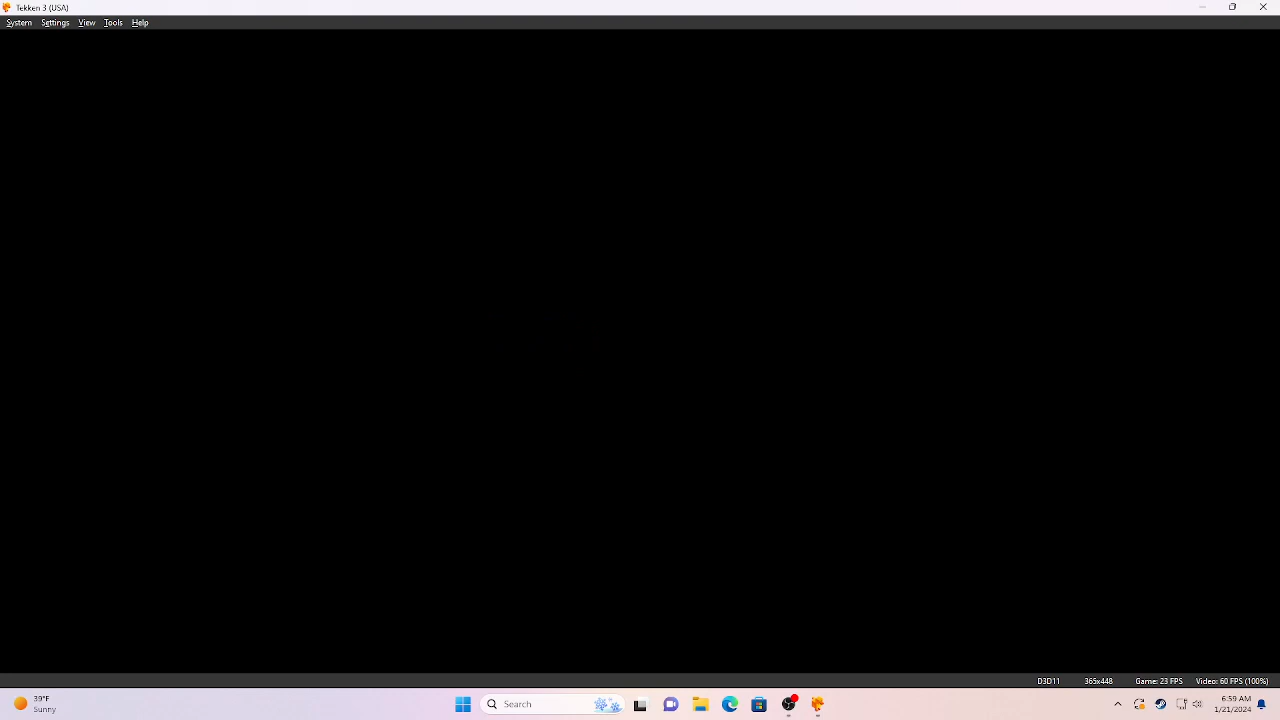 Tekken 3 (USA)
System Settings View Tools Help
D3D11 365x448 Game: 23 FPS Video: 60 FPS (100%)
39°F
Sunny
Search
6:59 AM
1/21/2024